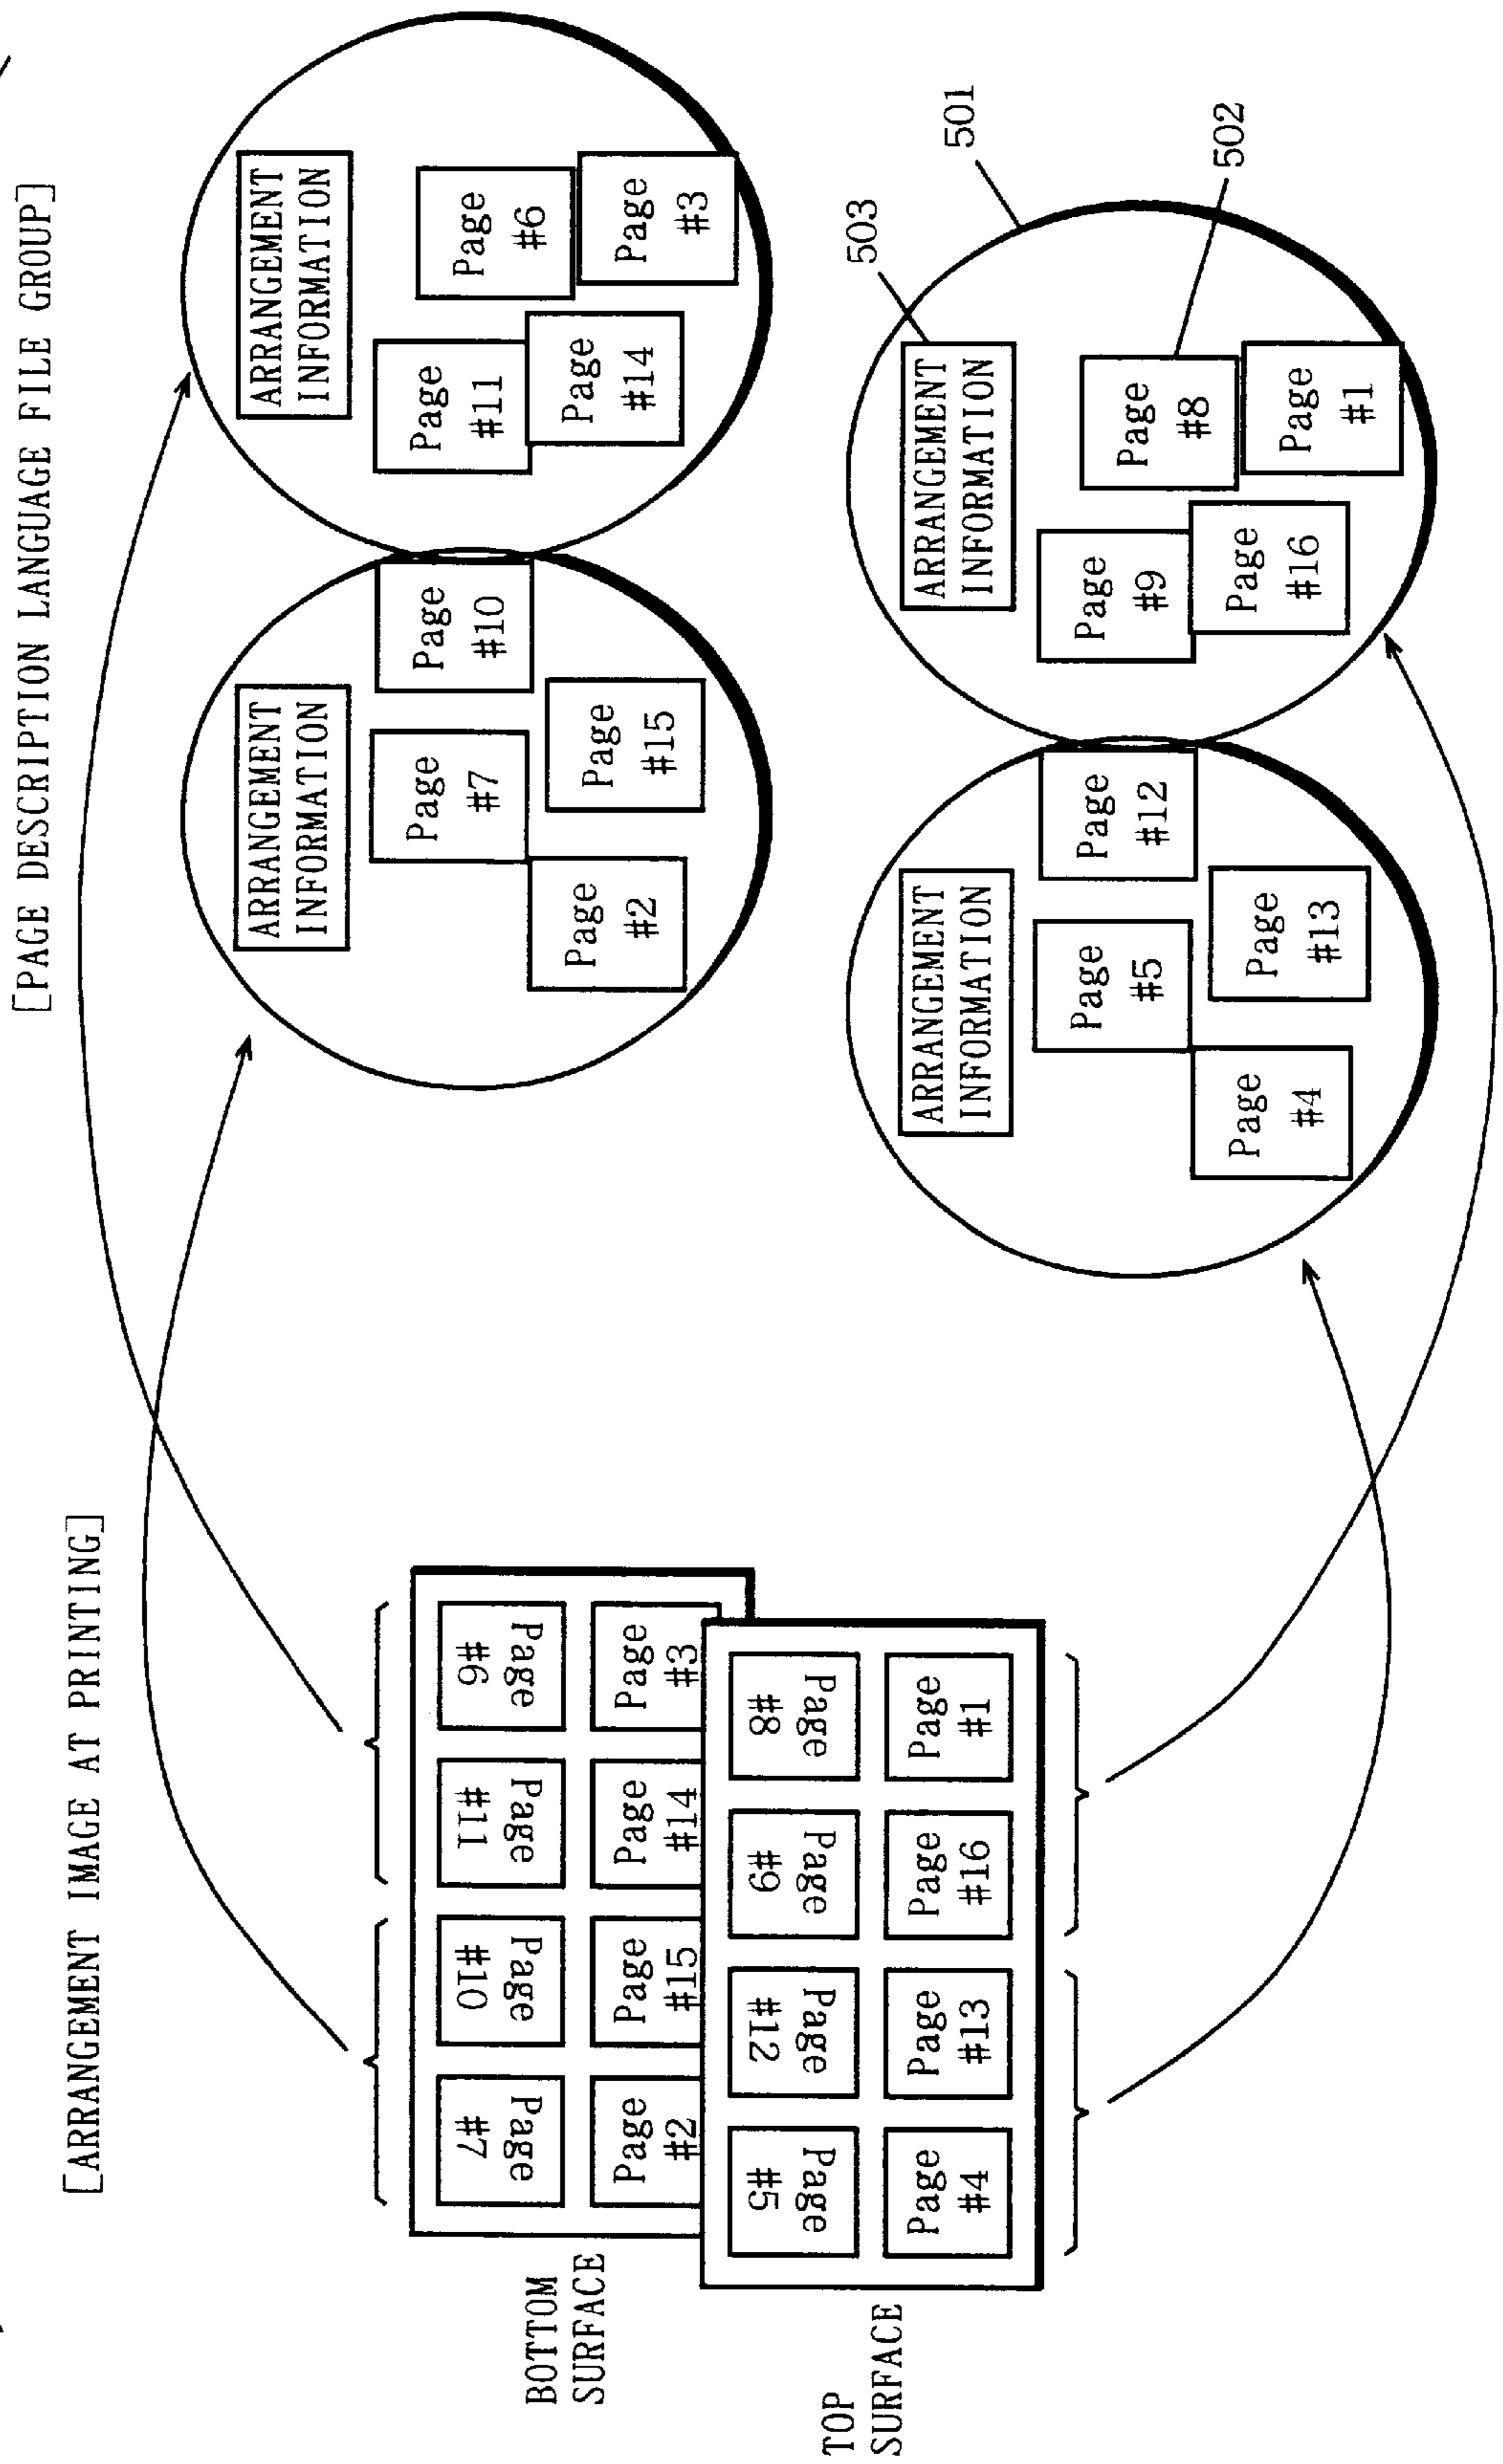 [ARRANGEMENT IMAGE AT PRINTING]
BOTTOM
SURFACE
Page
#7
Page
#10
Page
#11
Page
#6
Page
#2
Page
#15
Page
#14
Page
#3
TOP
SURFACE
Page
#5
Page
#12
Page
#9
Page
#8
Page
#4
Page
#13
Page
#16
Page
#1
[PAGE DESCRIPTION LANGUAGE FILE GROUP]
ARRANGEMENT
INFORMATION
Page
#7
Page
#10
Page
#2
Page
#15
ARRANGEMENT
INFORMATION
Page
#11
Page
#6
Page
#14
Page
#3
ARRANGEMENT
INFORMATION
Page
#5
Page
#12
Page
#4
Page
#13
503
501
ARRANGEMENT
INFORMATION
Page
#9
Page
#8
502
Page
#16
Page
#1